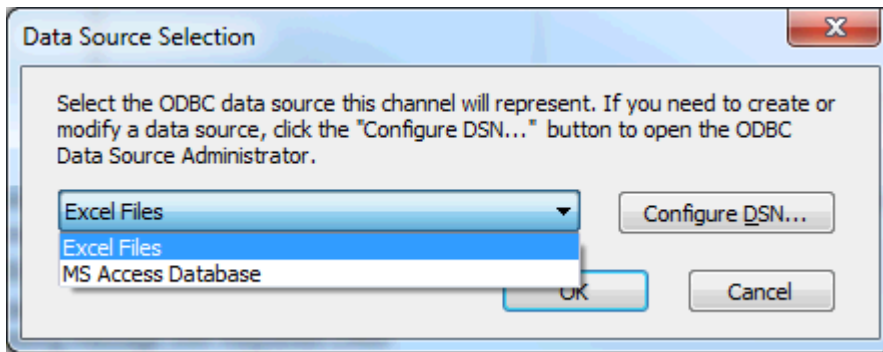 Data Source Selection
Select the ODBC data source this channel will represent. If you need to create or
modify a data source, click the "Configure DSN..." button to open the ODBC
Data Source Administrator.
Excel Files
Configure DSN...
Excel Files
MS Access Database
OK
Cancel